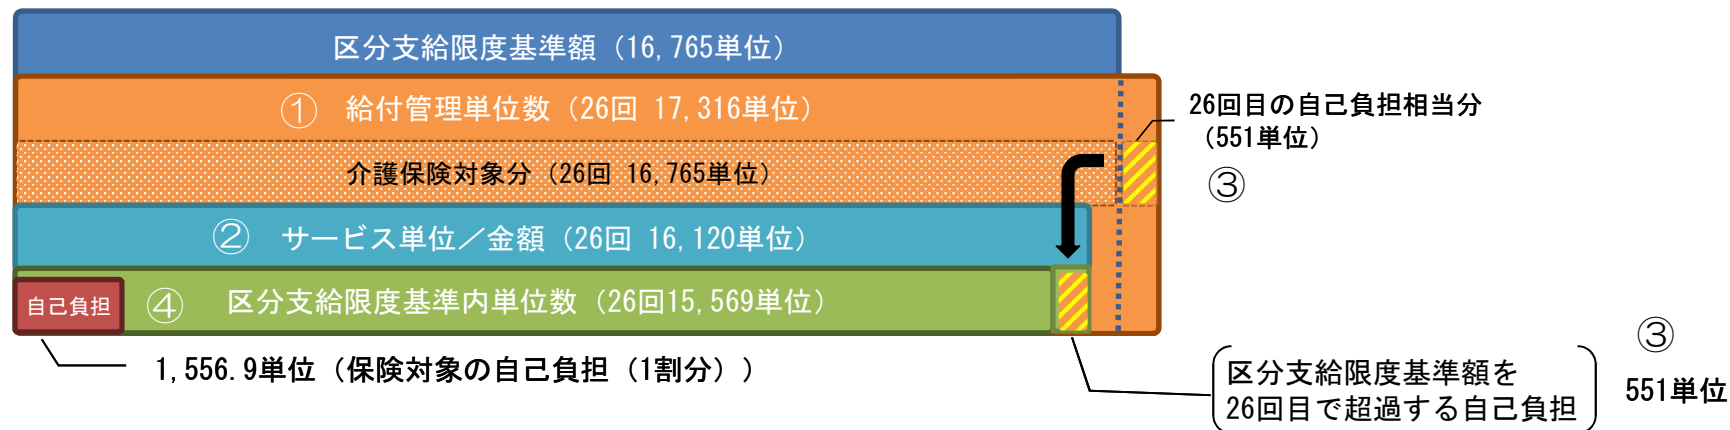 区分支給限度基準額（16,765単位）
① 給付管理単位数（26回 17,316単位）
26回目の自己負担相当分
（551単位）
③
介護保険対象分（26回 16,765単位）
② サービス単位／金額（26回 16,120単位）
自己負担
④ 区分支給限度基準内単位数（26回15,569単位）
1,556.9単位（保険対象の自己負担（1割分））
区分支給限度基準額を
26回目で超過する自己負担
③
551単位